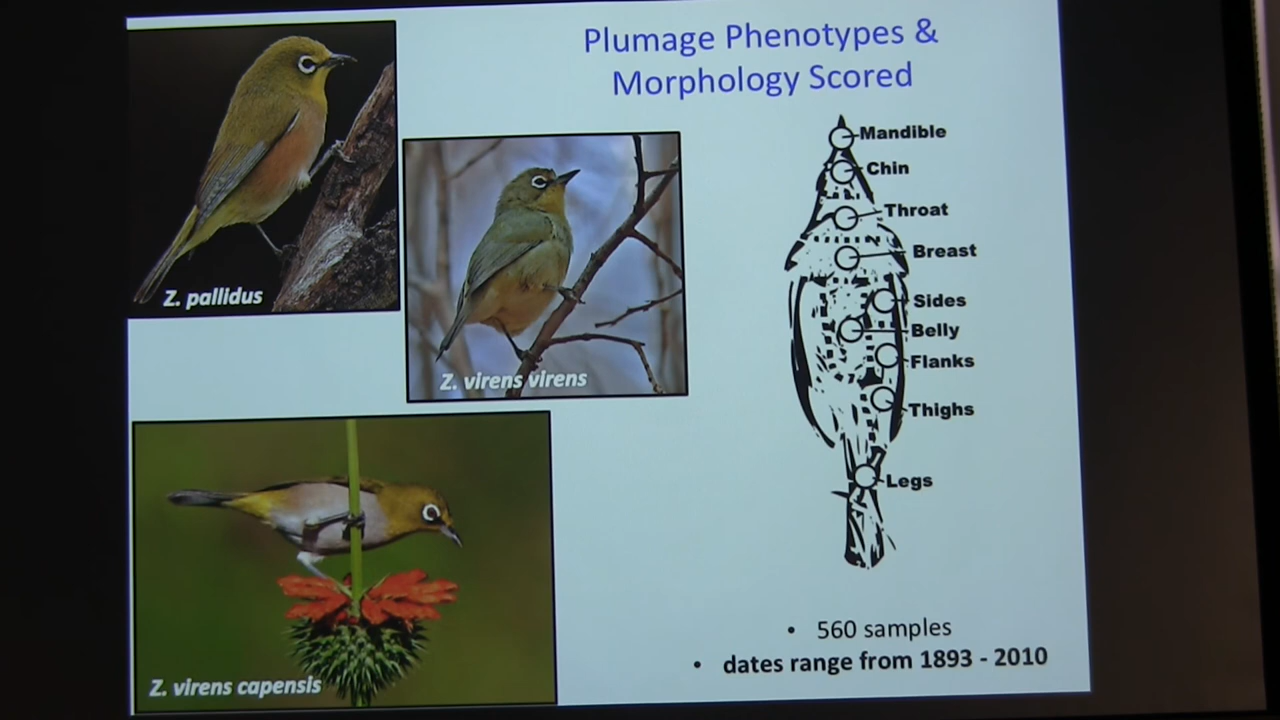 Plumage Phenotypes &
Morphology Scored
Z. pallidus
Z. virens virens
Z. virens capensis
Mandible
Chin
Throat
Breast
Sides
Belly
Flanks
Thighs
Legs
• 560 samples
• dates range from 1893 - 2010